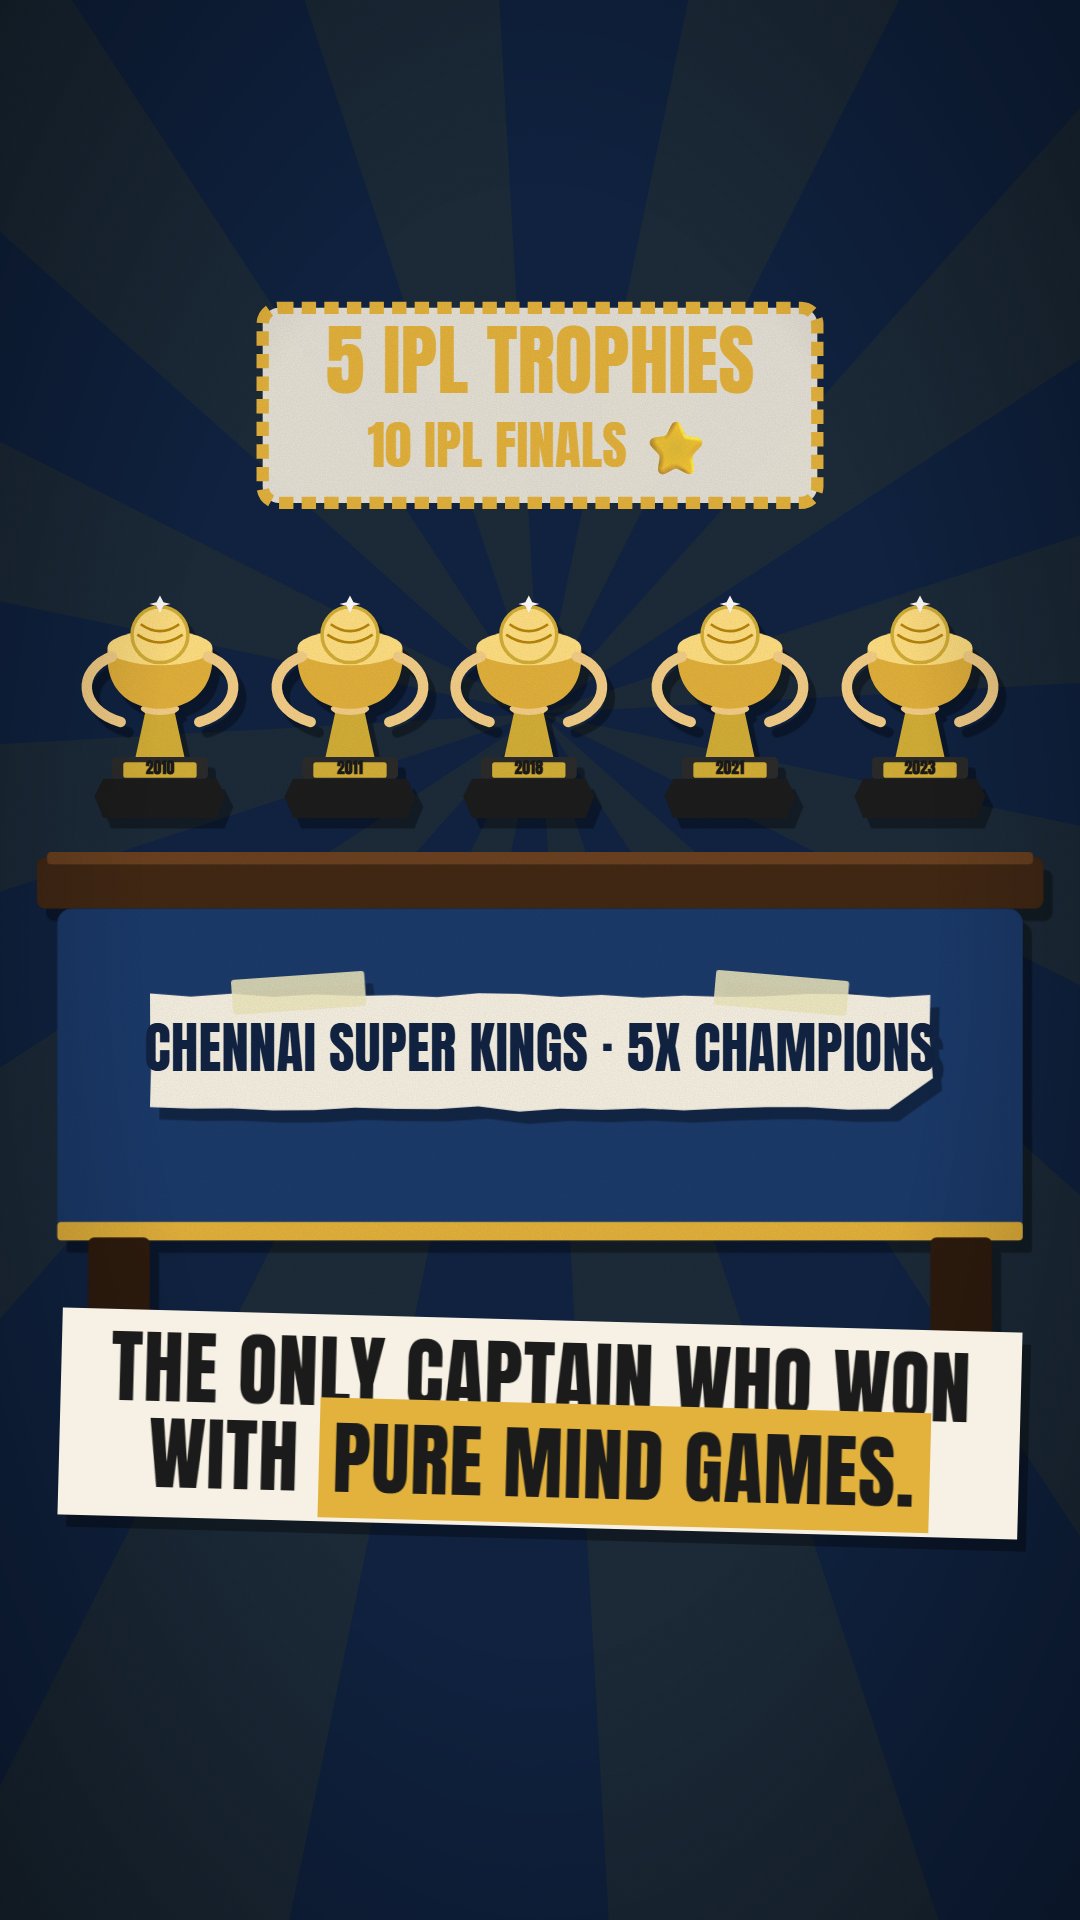 5 IPL TROPHIES
10 IPL FINALS
2010
2011
2018
2021
2023
CHENNAI SUPER KINGS · 5X CHAMPIONS
THE ONLY CAPTAIN WHO WON
WITH PURE MIND GAMES.